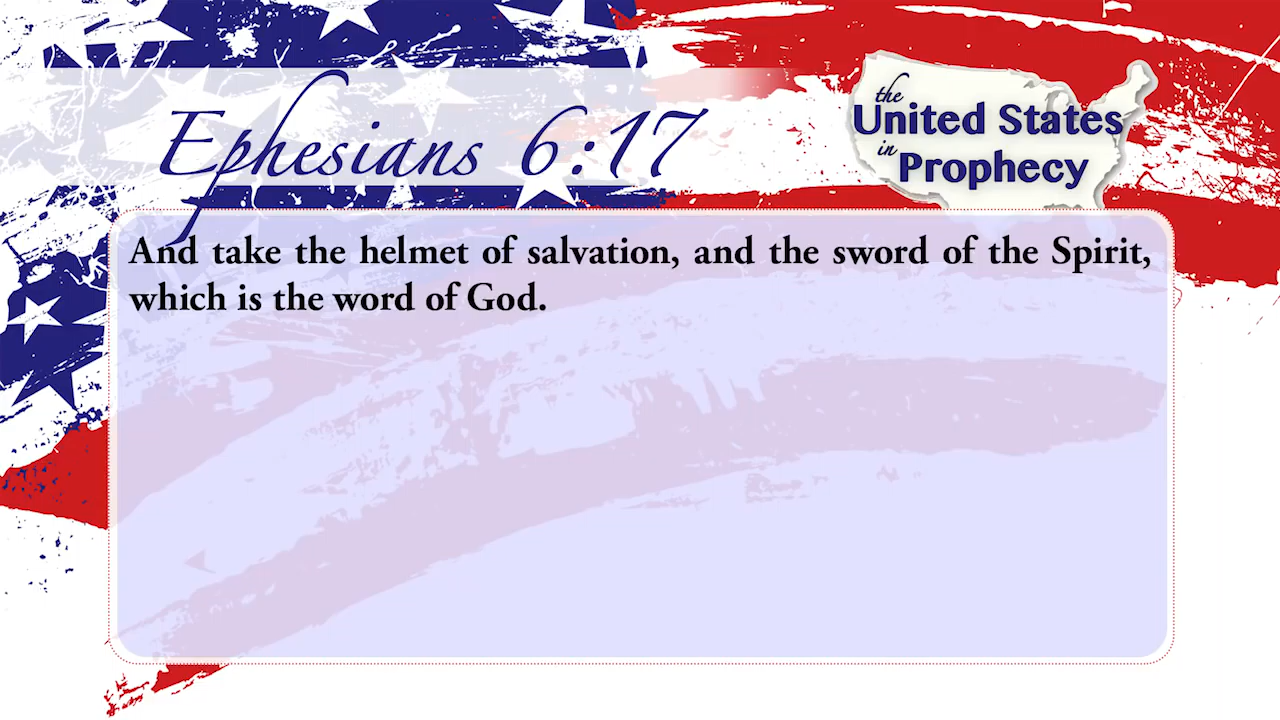 Ephesians 6:17
the
United States
in
Prophecy
And take the helmet of salvation, and the sword of the Spirit,
which is the word of God.